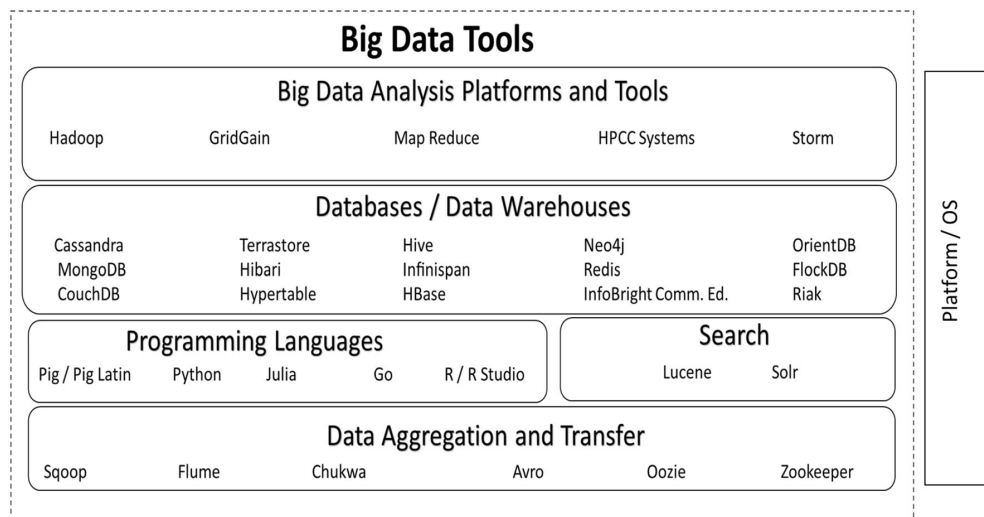 Big Data Tools
Big Data Analysis Platforms and Tools
Hadoop GridGain Map Reduce HPCC Systems Storm
Databases / Data Warehouses
Cassandra Terrastore Hive Neo4j OrientDB
MongoDB Hibari Infinispan Redis FlockDB
CouchDB Hypertable HBase InfoBright Comm. Ed. Riak
Programming Languages
Pig / Pig Latin Python Julia Go R / R Studio
Search
Lucene Solr
Data Aggregation and Transfer
Sqoop Flume Chukwa Avro Oozie Zookeeper
Platform / OS